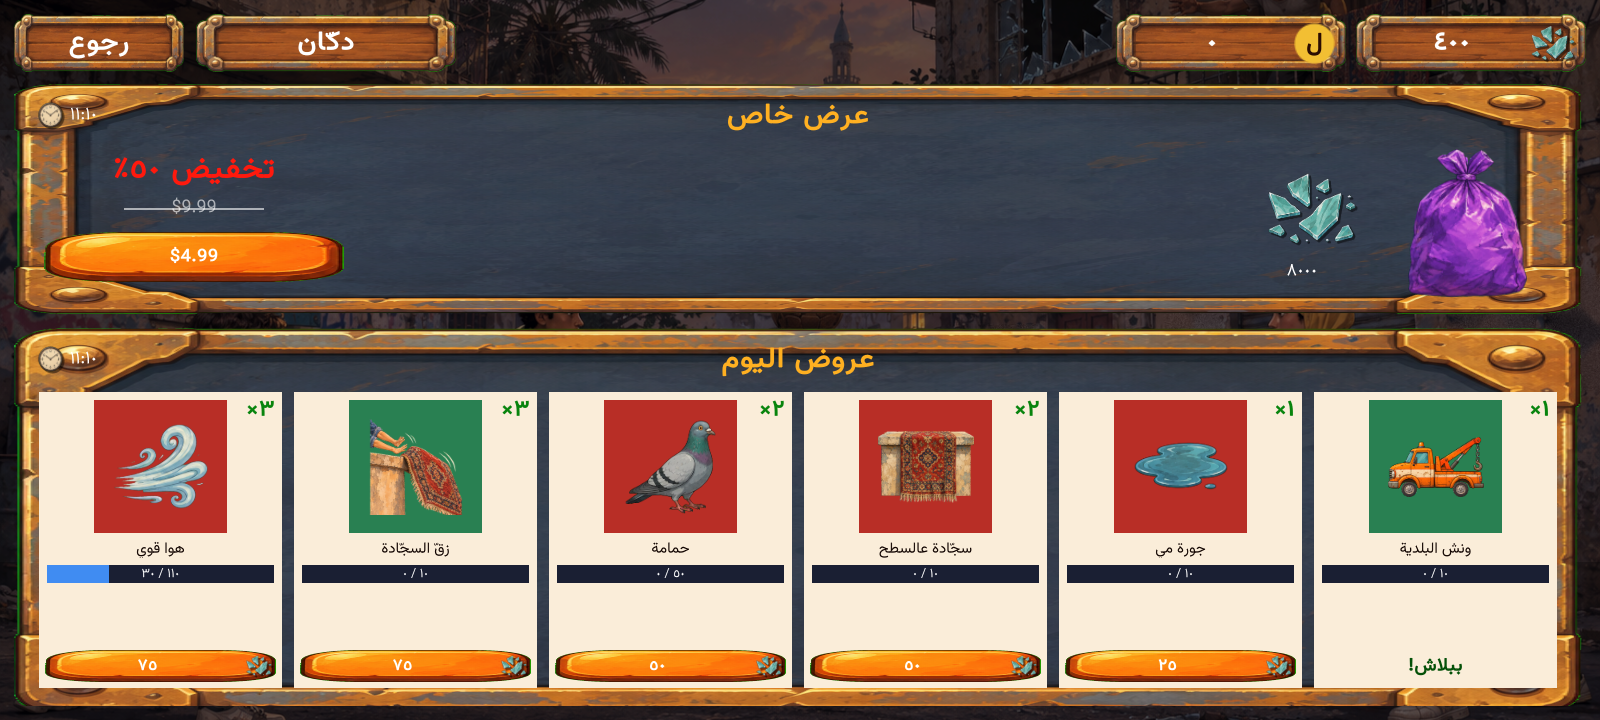 ٤٠٠
ل
٠
دكّان
رجوع
عرض خاص
١١:١٠
تخفيض ٥٠٪
$9.99
$4.99
٨٠٠٠
عروض اليوم
١١:١٠
×١
ونش البلدية
٠ / ١٠
ببلاش!
×١
جورة مي
٠ / ١٠
٢٥
×٢
سجّادة عالسطح
٠ / ١٠
٥٠
×٢
حمامة
٠ / ٥٠
٥٠
×٣
زقّ السجّادة
٠ / ١٠
٧٥
×٣
هوا قوي
٣٠ / ١١٠
٧٥